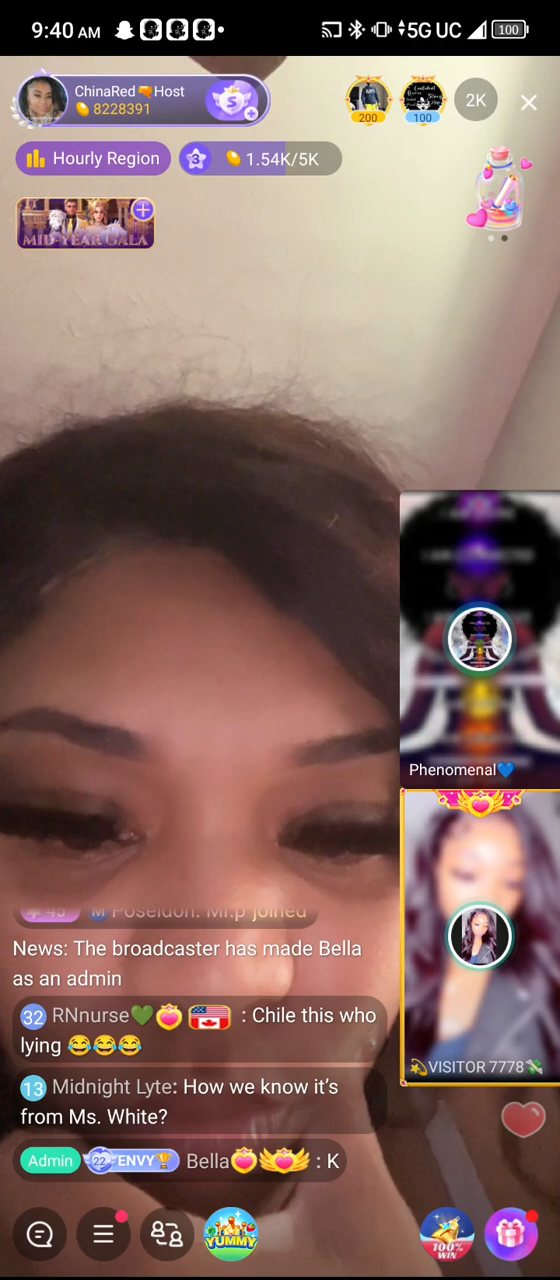 9:40 AM
5G UC
100
ChinaRed🔫Host
8228391
S
200
100
2K
Hourly Region
3
1.54K/5K
MID-YEAR GALA
Phenomenal💙
Poseidon: Mr.p joined
News: The broadcaster has made Bella
as an admin
32 RNnurse💚 : Chile this who
lying 😂😂😂
13 Midnight Lyte: How we know it's
from Ms. White?
💫VISITOR 7778💸
Admin 22 ENVY🏆 Bella : K
YUMMY
100%
WIN